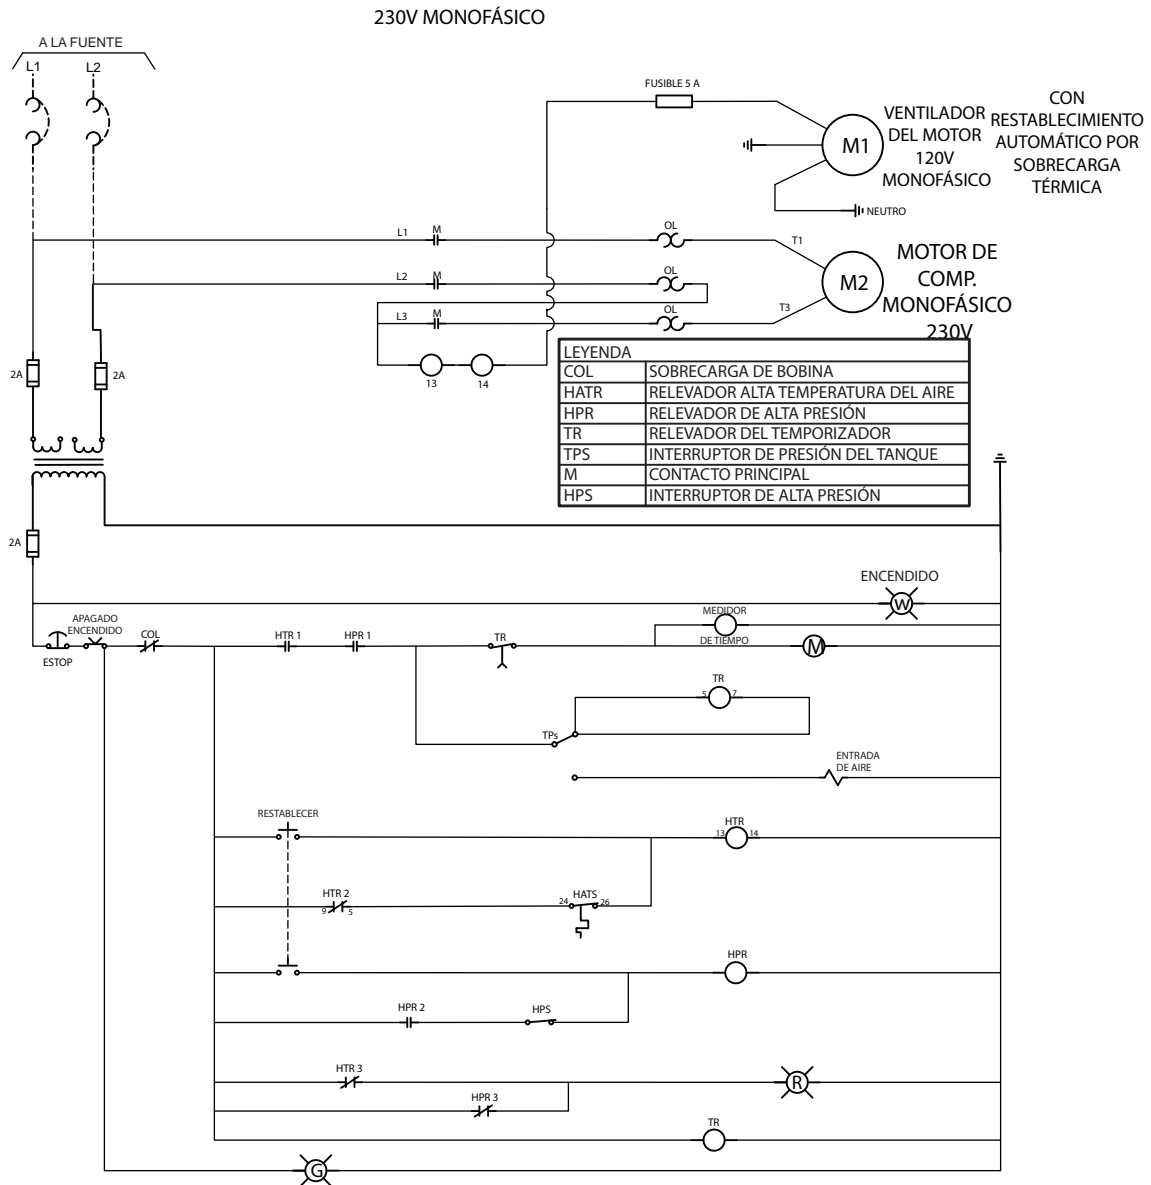 230V MONOFÁSICO
A LA FUENTE
L1
L2
FUSIBLE 5 A
M1
VENTILADOR
DEL MOTOR
120V
MONOFÁSICO
CON
RESTABLECIMIENTO
AUTOMÁTICO POR
SOBRECARGA
TÉRMICA
NEUTRO
L1
M
OL
T1
L2
M
OL
M2
MOTOR DE
COMP.
MONOFÁSICO
230V
L3
M
OL
T3
13
14
2A
2A
LEYENDA
COL SOBRECARGA DE BOBINA
HATR RELEVADOR ALTA TEMPERATURA DEL AIRE
HPR RELEVADOR DE ALTA PRESIÓN
TR RELEVADOR DEL TEMPORIZADOR
TPS INTERRUPTOR DE PRESIÓN DEL TANQUE
M CONTACTO PRINCIPAL
HPS INTERRUPTOR DE ALTA PRESIÓN
2A
ENCENDIDO
W
APAGADO
ENCENDIDO
ESTOP
COL
HTR 1
HPR 1
TR
MEDIDOR
DE TIEMPO
M
TR
5
7
TPs
ENTRADA
DE AIRE
RESTABLECER
HTR
13
14
HTR 2
9
5
HATS
24
26
HPR
HPR 2
HPS
HTR 3
R
HPR 3
TR
G